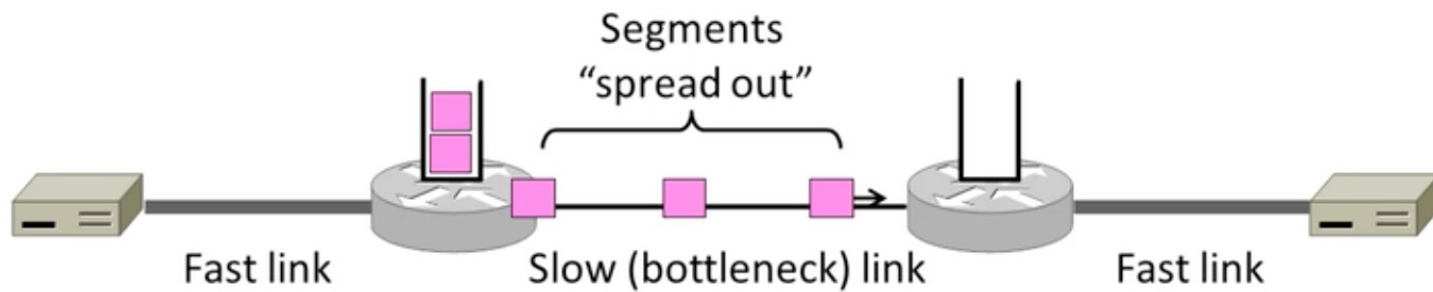 Segments
“spread out”
Fast link
Slow (bottleneck) link
Fast link